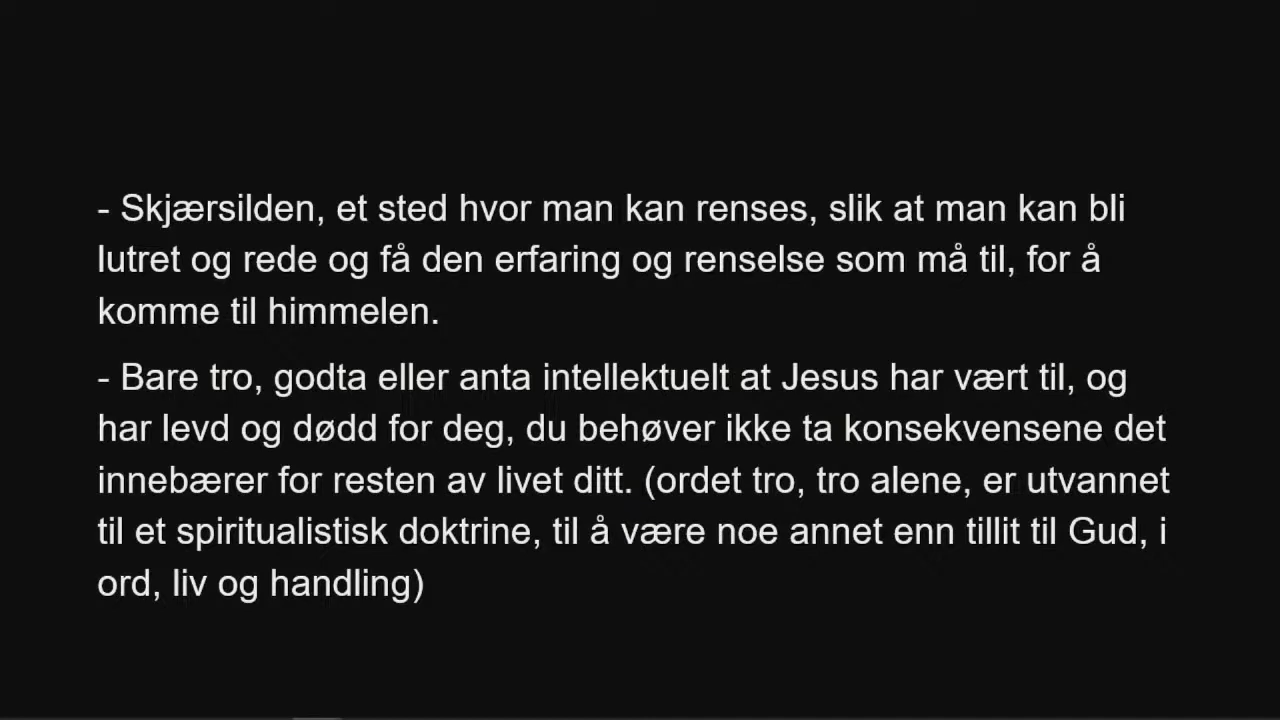 - Skjærsilden, et sted hvor man kan renses, slik at man kan bli
lutret og rede og få den erfaring og renselse som må til, for å
komme til himmelen.
- Bare tro, godta eller anta intellektuelt at Jesus har vært til, og
har levd og dødd for deg, du behøver ikke ta konsekvensene det
innebærer for resten av livet ditt. (ordet tro, tro alene, er utvannet
til et spiritualistisk doktrine, til å være noe annet enn tillit til Gud, i
ord, liv og handling)